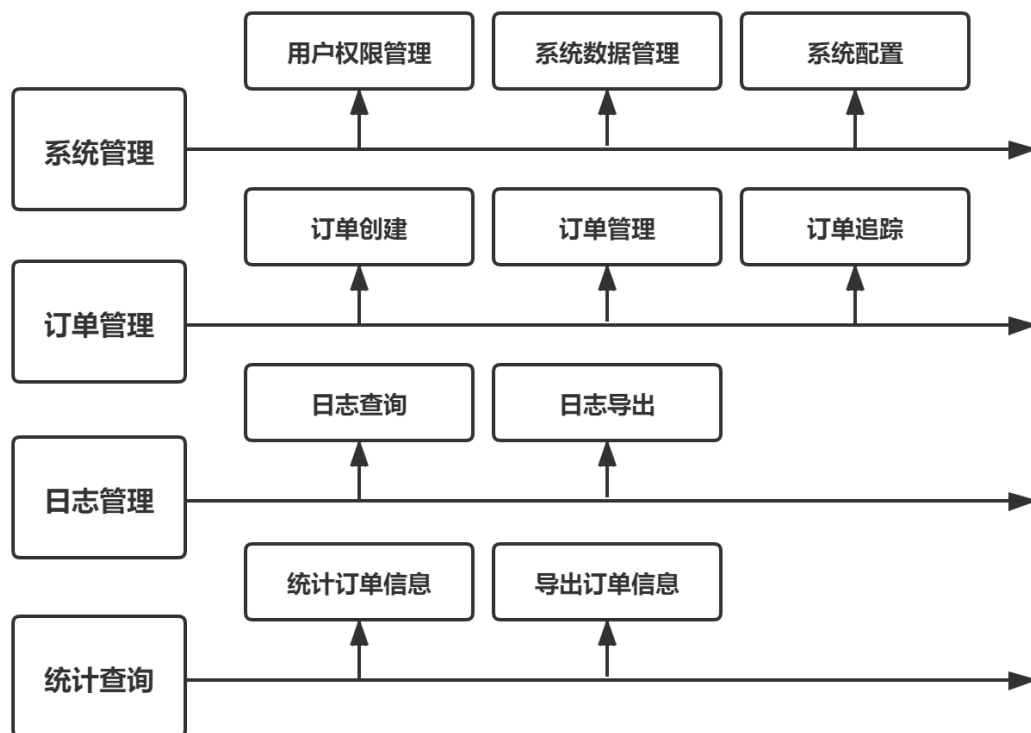 用户权限管理
系统数据管理
系统配置
系统管理
订单创建
订单管理
订单追踪
订单管理
日志查询
日志导出
日志管理
统计订单信息
导出订单信息
统计查询